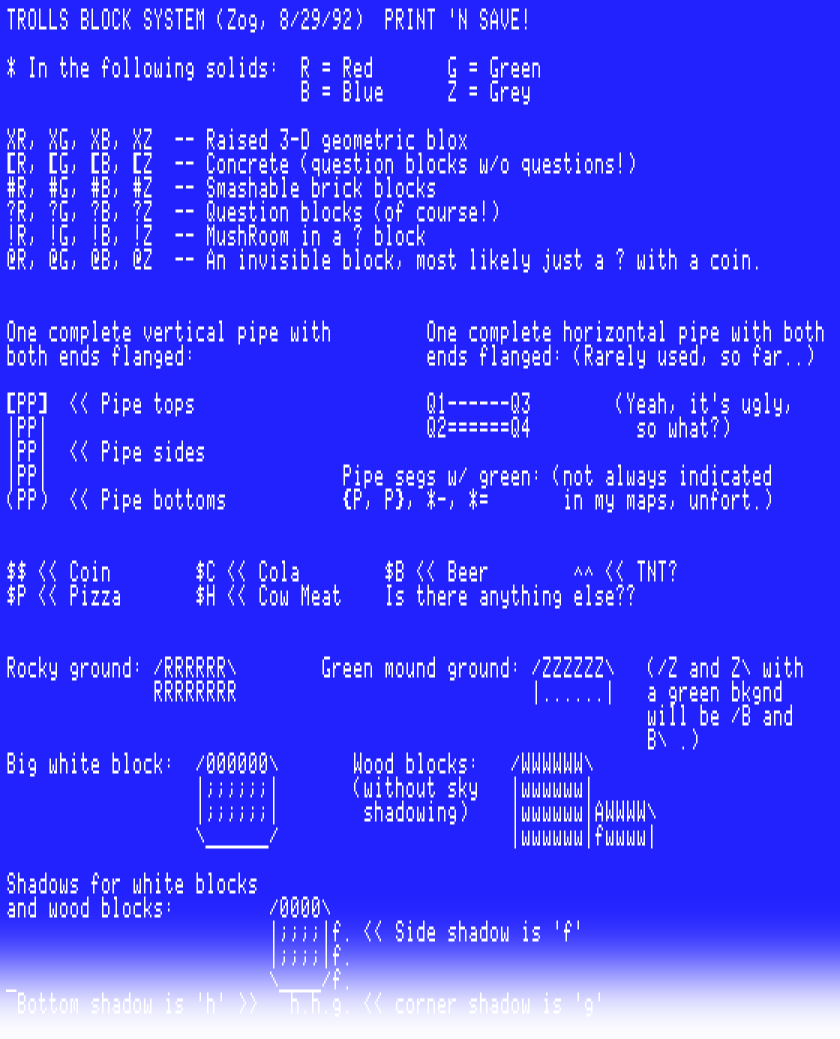 TROLLS BLOCK SYSTEM (Zog, 8/29/92)  PRINT 'N SAVE!
* In the following solids:  R = Red       G = Green
                            B = Blue      Z = Grey
XR, XG, XB, XZ  -- Raised 3-D geometric blox
[R, [G, [B, [Z  -- Concrete (question blocks w/o questions!)
#R, #G, #B, #Z  -- Smashable brick blocks
?R, ?G, ?B, ?Z  -- Question blocks (of course!)
!R, !G, !B, !Z  -- MushRoom in a ? block
@R, @G, @B, @Z  -- An invisible block, most likely just a ? with a coin.
One complete vertical pipe with         One complete horizontal pipe with both
both ends flanged:                      ends flanged: (Rarely used, so far..)
[PP]  << Pipe tops                      Q1------Q3        (Yeah, it's ugly,
|PP|                                    Q2======Q4          so what?)
|PP|  << Pipe sides
|PP|                            Pipe segs w/ green: (not always indicated
(PP)  << Pipe bottoms           {P, P}, *-, *=       in my maps, unfort.)
$$ << Coin        $C << Cola        $B << Beer        ^^ << TNT?
$P << Pizza       $H << Cow Meat    Is there anything else??
Rocky ground: /RRRRRR\        Green mound ground: /ZZZZZZ\   (/Z and Z\ with
              RRRRRRRR                            |......|   a green bkgnd
                                                             will be /B and
                                                             B\ .)
Big white block:  /000000\       Wood blocks:   /WWWWWW\
                  |;;;;;;|       (without sky   |wwwwww|
                  |;;;;;;|        shadowing)    |wwwwww|AWWWW\
                  \______/                      |wwwwww|fwwww|
Shadows for white blocks
and wood blocks:         /0000\
                         |;;;;|f. << Side shadow is 'f'
                         |;;;;|f.
_                        \____/f.
 Bottom shadow is 'h' >>   h.h.g. << corner shadow is 'g'